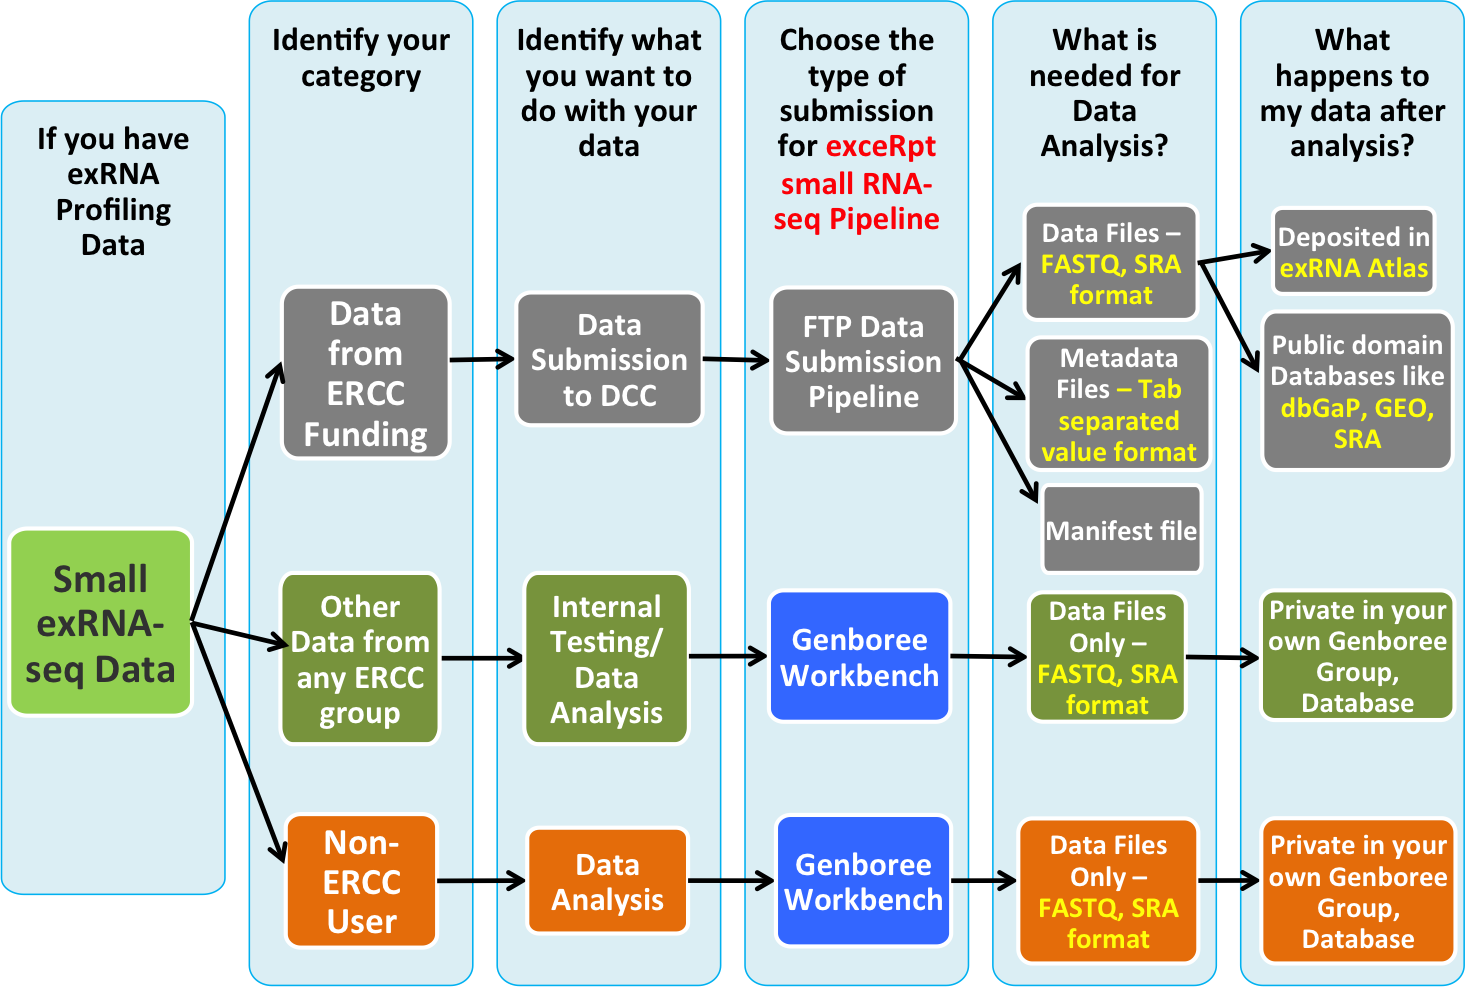 If you have
exRNA
Profiling
Data
Small
exRNA-
seq Data
Identify your
category
Data
from
ERCC
Funding
Other
Data from
any ERCC
group
Non-
ERCC
User
Identify what
you want to
do with your
data
Data
Submission
to DCC
Internal
Testing/
Data
Analysis
Data
Analysis
Choose the
type of
submission
for exceRpt
small RNA-
seq Pipeline
FTP Data
Submission
Pipeline
Genboree
Workbench
Genboree
Workbench
What is
needed for
Data
Analysis?
Data Files –
FASTQ, SRA
format
Metadata
Files – Tab
separated
value format
Manifest file
Data Files
Only –
FASTQ, SRA
format
Data Files
Only –
FASTQ, SRA
format
What
happens to
my data after
analysis?
Deposited in
exRNA Atlas
Public domain
Databases like
dbGaP, GEO,
SRA
Private in your
own Genboree
Group,
Database
Private in your
own Genboree
Group,
Database